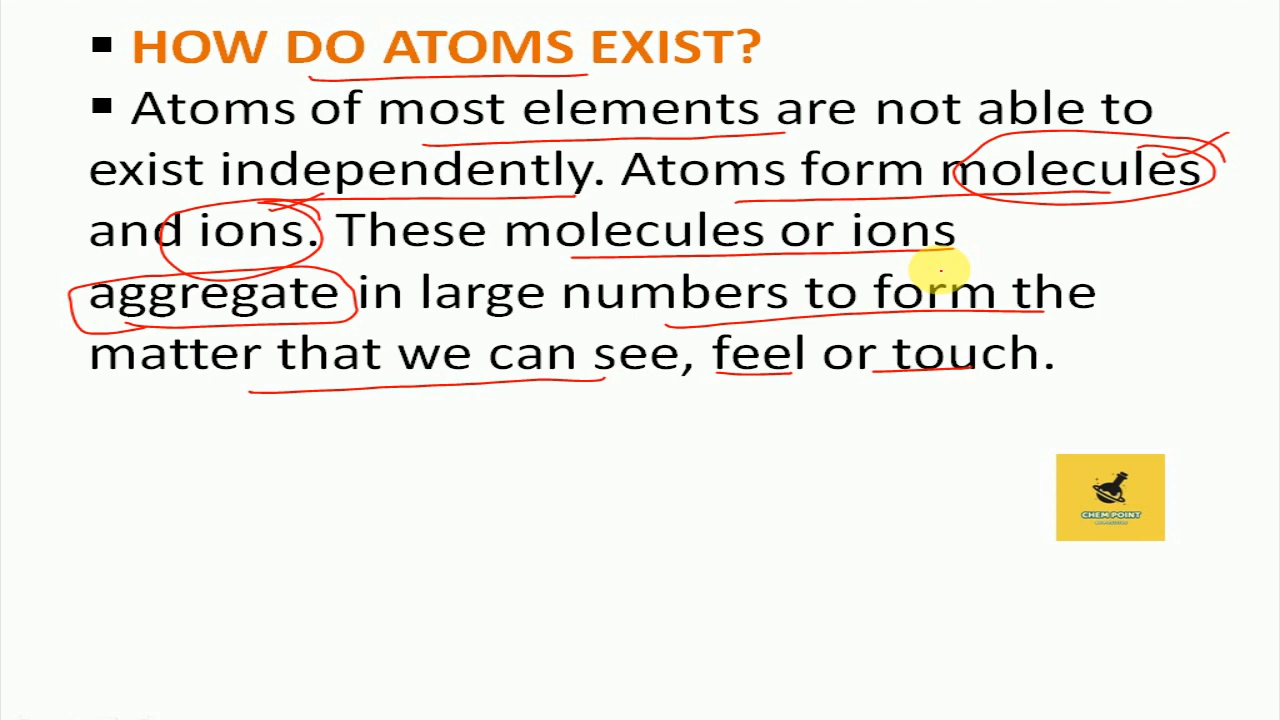 ▪ HOW DO ATOMS EXIST?
▪ Atoms of most elements are not able to
exist independently. Atoms form molecules
and ions. These molecules or ions
aggregate in large numbers to form the
matter that we can see, feel or touch.
CHEM POINT